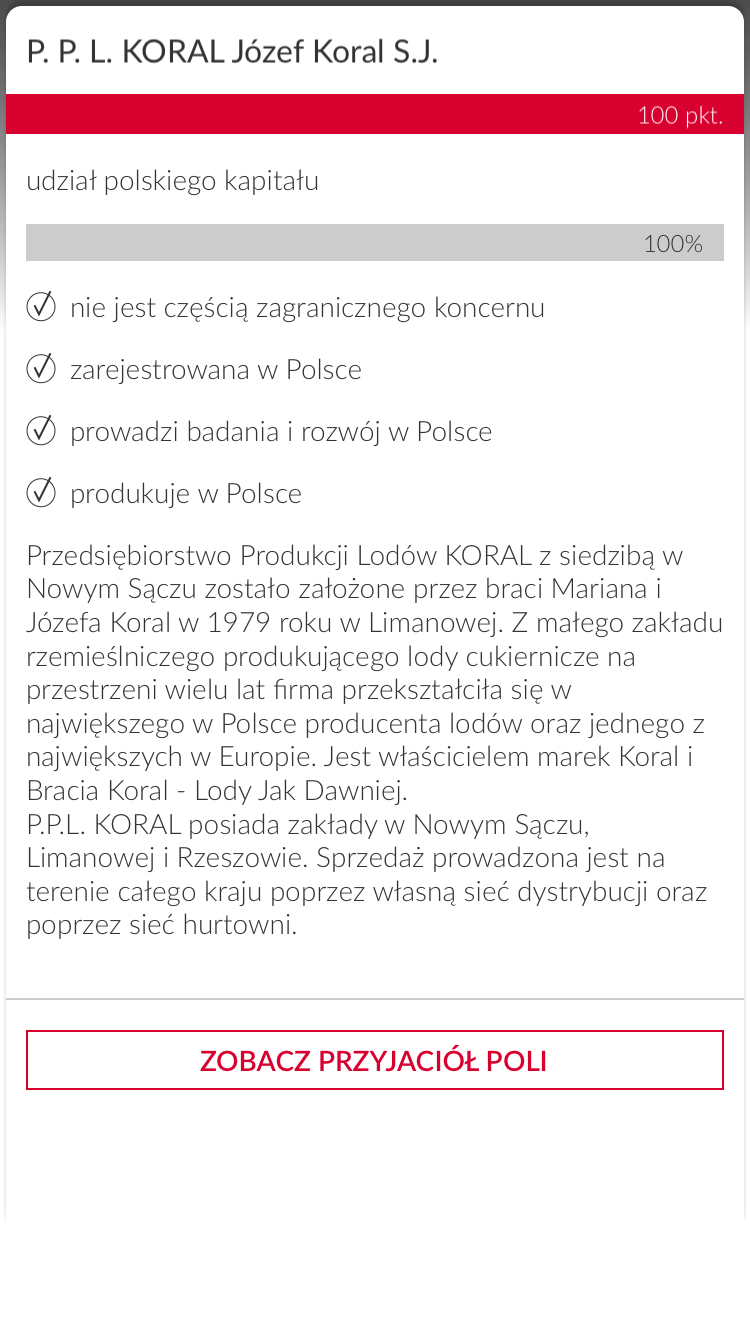 P. P. L. KORAL Józef Koral S.J.
100 pkt.
udział polskiego kapitału
100%
nie jest częścią zagranicznego koncernu
zarejestrowana w Polsce
prowadzi badania i rozwój w Polsce
produkuje w Polsce
Przedsiębiorstwo Produkcji Lodów KORAL z siedzibą w
Nowym Sączu zostało założone przez braci Mariana i
Józefa Koral w 1979 roku w Limanowej. Z małego zakładu
rzemieślniczego produkującego lody cukiernicze na
przestrzeni wielu lat firma przekształciła się w
największego w Polsce producenta lodów oraz jednego z
największych w Europie. Jest właścicielem marek Koral i
Bracia Koral - Lody Jak Dawniej.
P.P.L. KORAL posiada zakłady w Nowym Sączu,
Limanowej i Rzeszowie. Sprzedaż prowadzona jest na
terenie całego kraju poprzez własną sieć dystrybucji oraz
poprzez sieć hurtowni.
ZOBACZ PRZYJACIÓŁ POLI